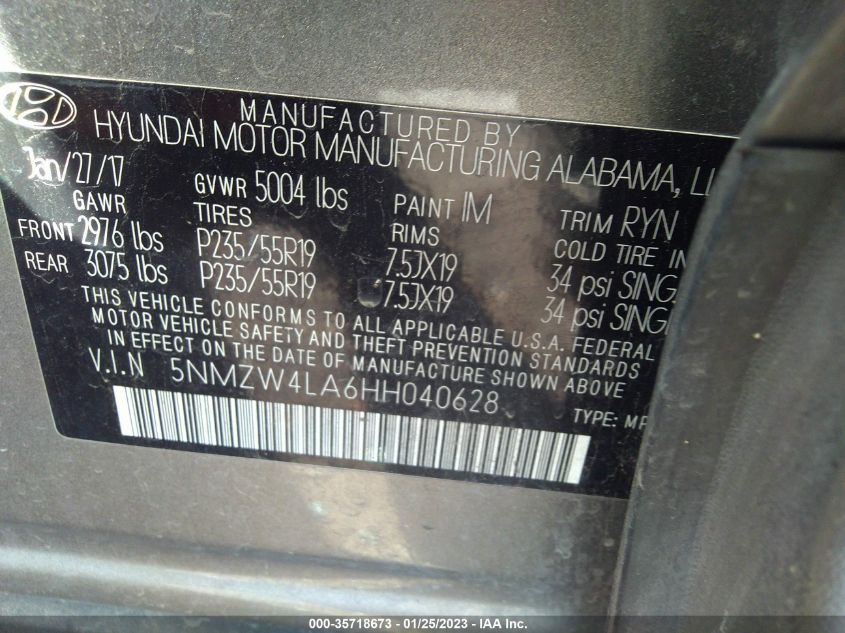 MANUFACTURED BY
HYUNDAI MOTOR MANUFACTURING ALABAMA,
Jan/27/17 GVWR 5004 lbs PAINT IM TRIM RYN
GAWR TIRES RIMS COLD TIRE
FRONT 2976 lbs P235/55R19 7.5JX19 34 psi SING
REAR 3075 lbs P235/55R19 7.5JX19 34 psi SING
THIS VEHICLE CONFORMS TO ALL APPLICABLE U.S.A. FEDERAL
MOTOR VEHICLE SAFETY AND THEFT PREVENTION STANDARDS
IN EFFECT ON THE DATE OF MANUFACTURE SHOWN ABOVE.
V.I.N 5NMZW4LA6HH040628
TYPE:
000-35718673 - 01/25/2023 - © IAA Inc.